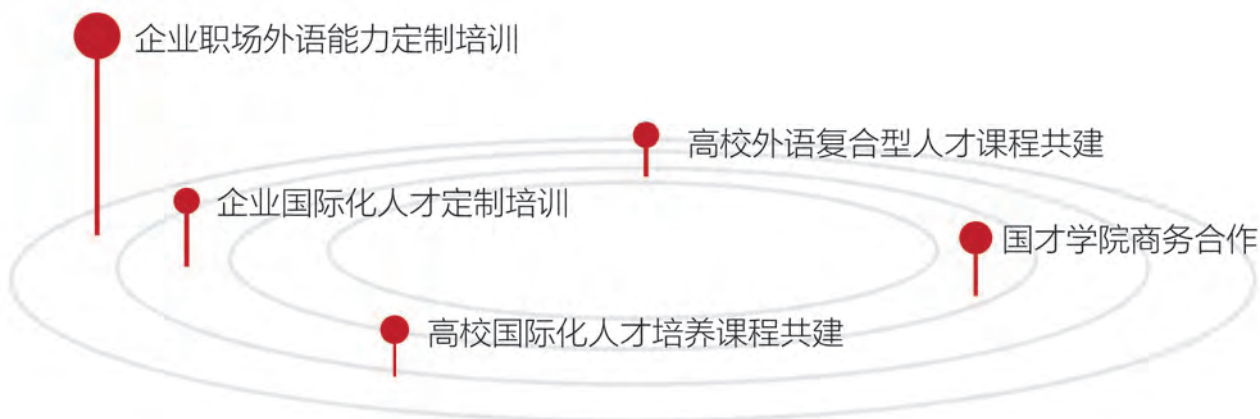 企业职场外语能力定制培训
高校外语复合型人才课程共建
企业国际化人才定制培训
国才学院商务合作
高校国际化人才培养课程共建